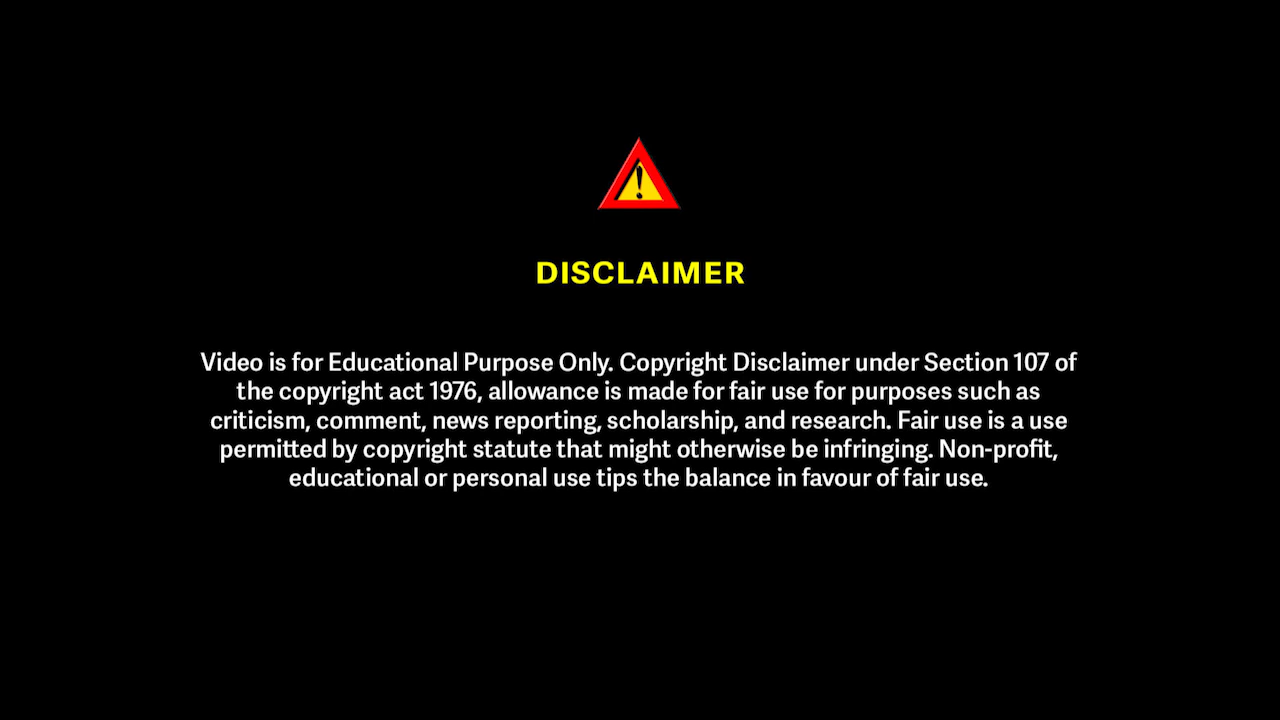 DISCLAIMER
Video is for Educational Purpose Only. Copyright Disclaimer under Section 107 of
the copyright act 1976, allowance is made for fair use for purposes such as
criticism, comment, news reporting, scholarship, and research. Fair use is a use
permitted by copyright statute that might otherwise be infringing. Non-profit,
educational or personal use tips the balance in favour of fair use.